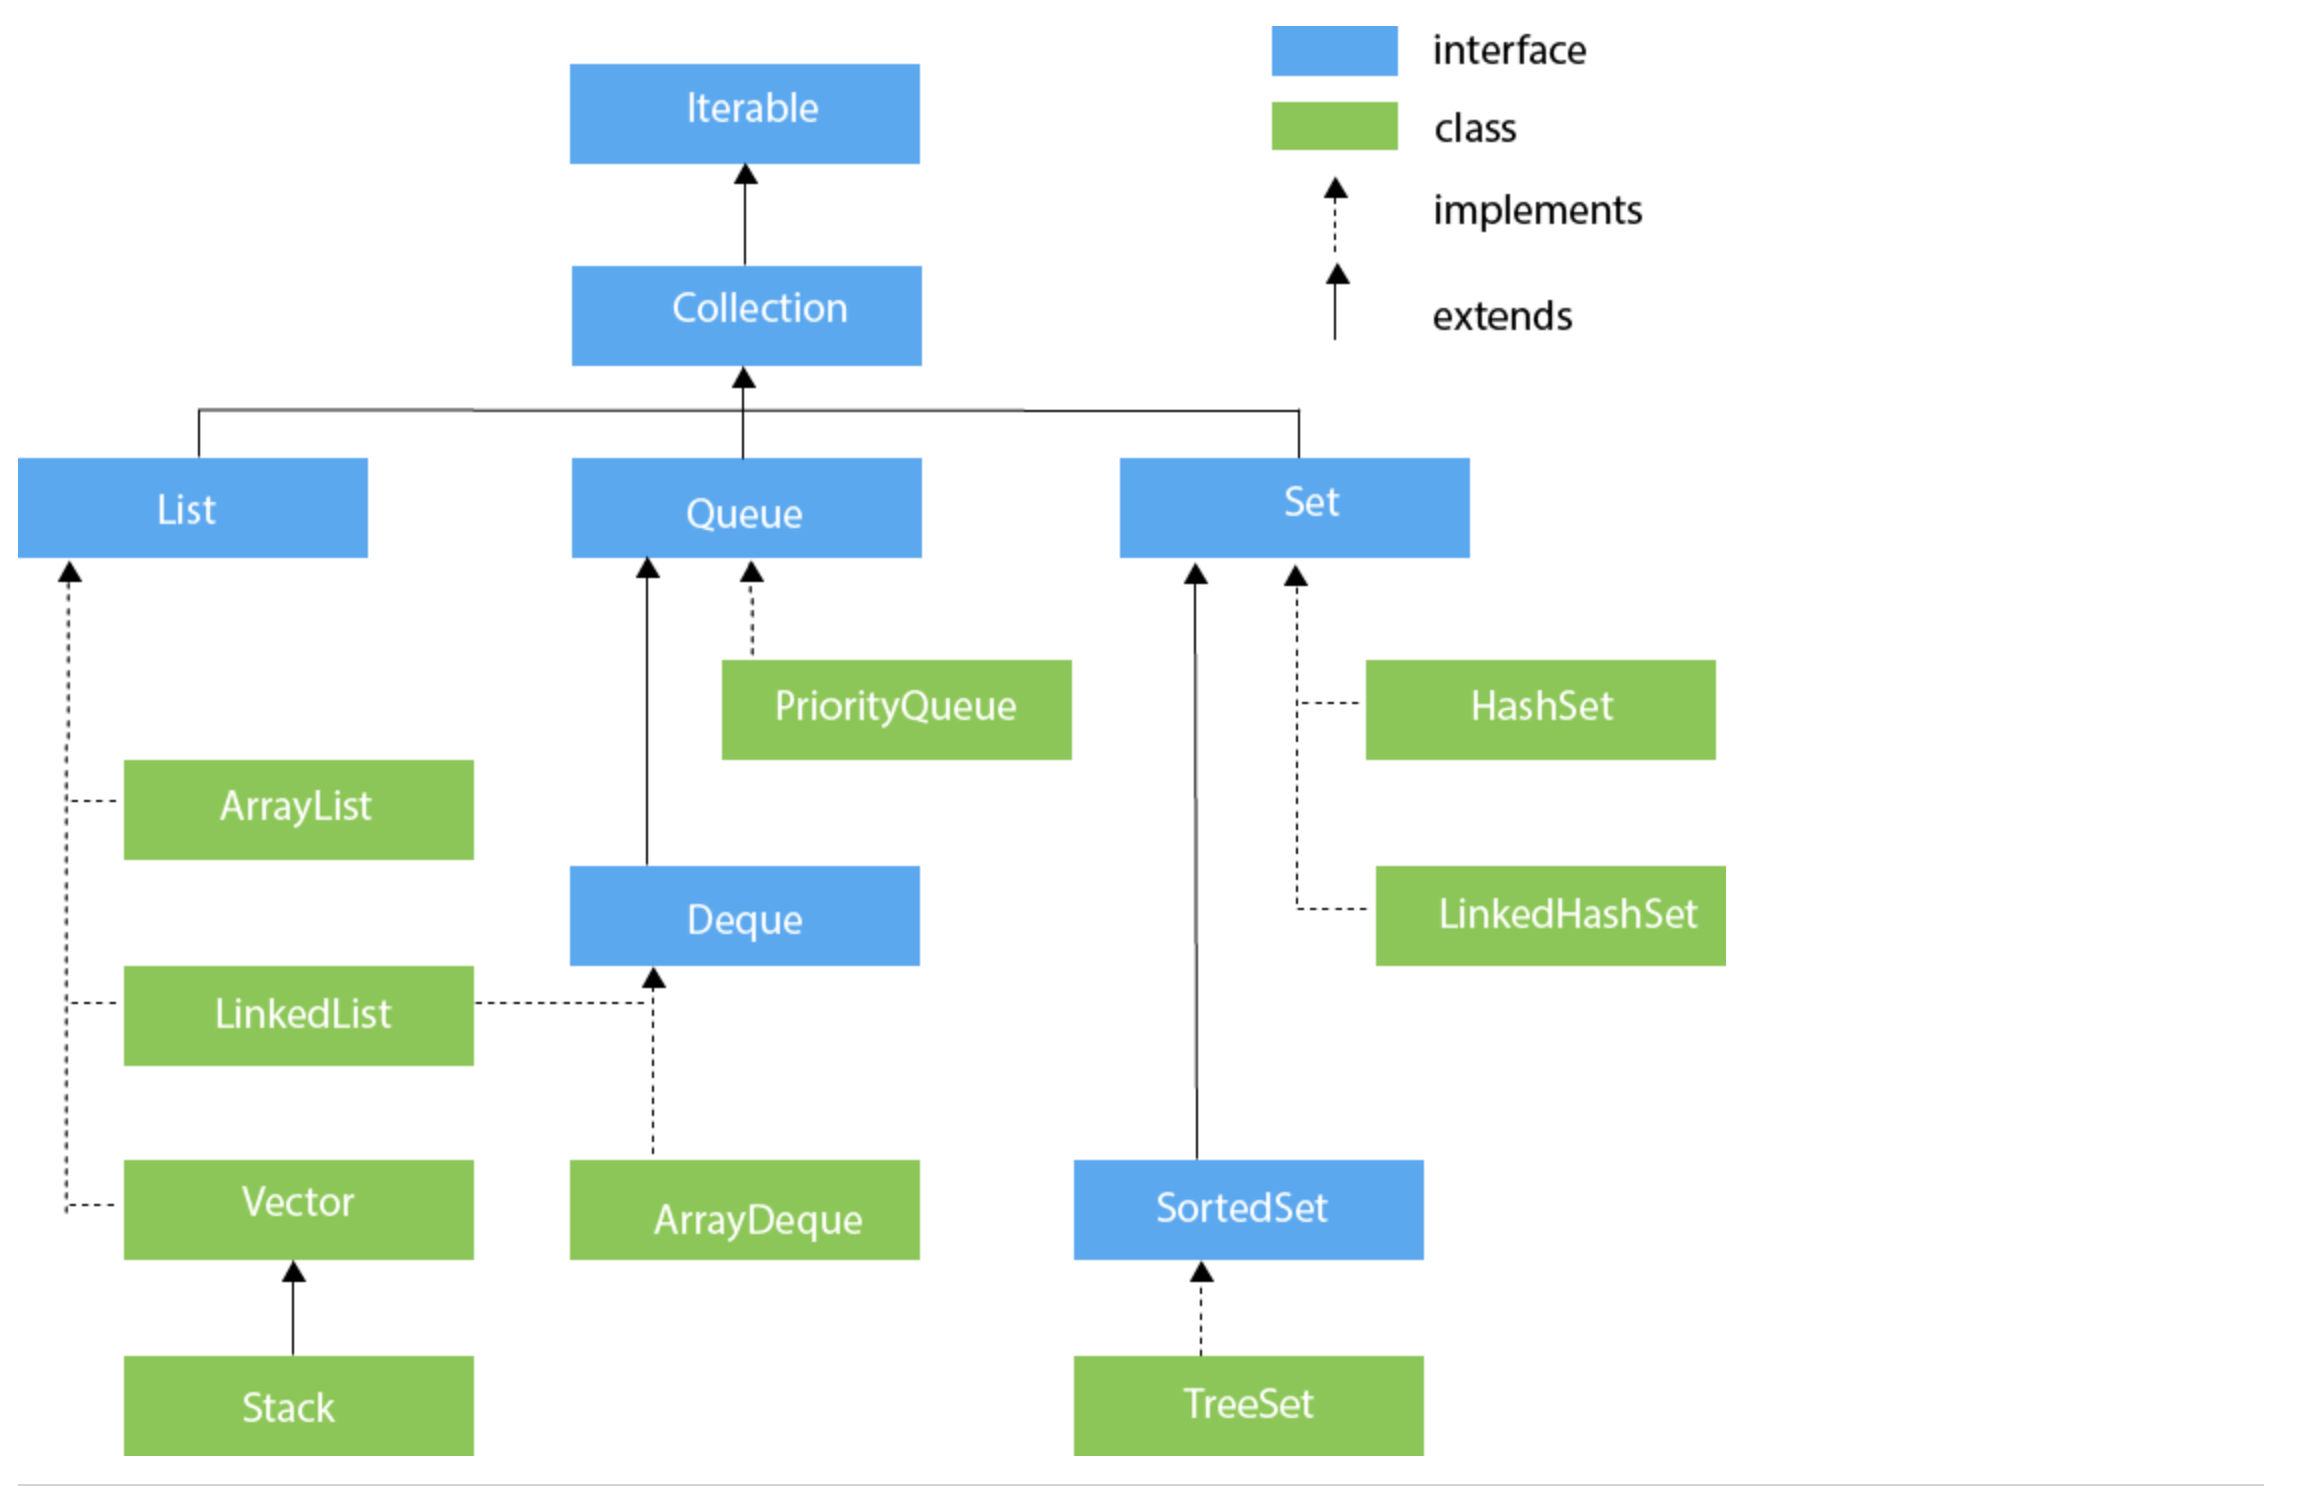 interface
Iterable
class
implements
Collection
extends
List
Queue
Set
PriorityQueue
HashSet
ArrayList
Deque
LinkedHashSet
LinkedList
Vector
ArrayDeque
SortedSet
Stack
TreeSet